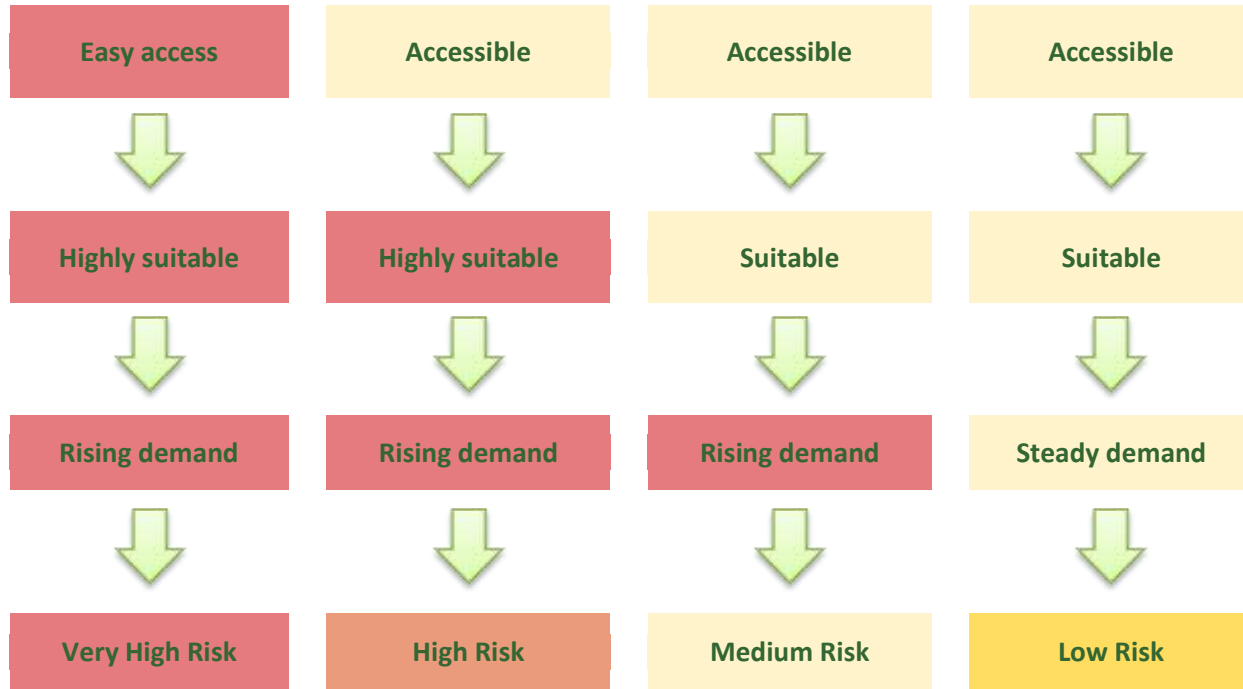 Easy access
Accessible
Accessible
Accessible
Highly suitable
Highly suitable
Suitable
Suitable
Rising demand
Rising demand
Rising demand
Steady demand
Very High Risk
High Risk
Medium Risk
Low Risk